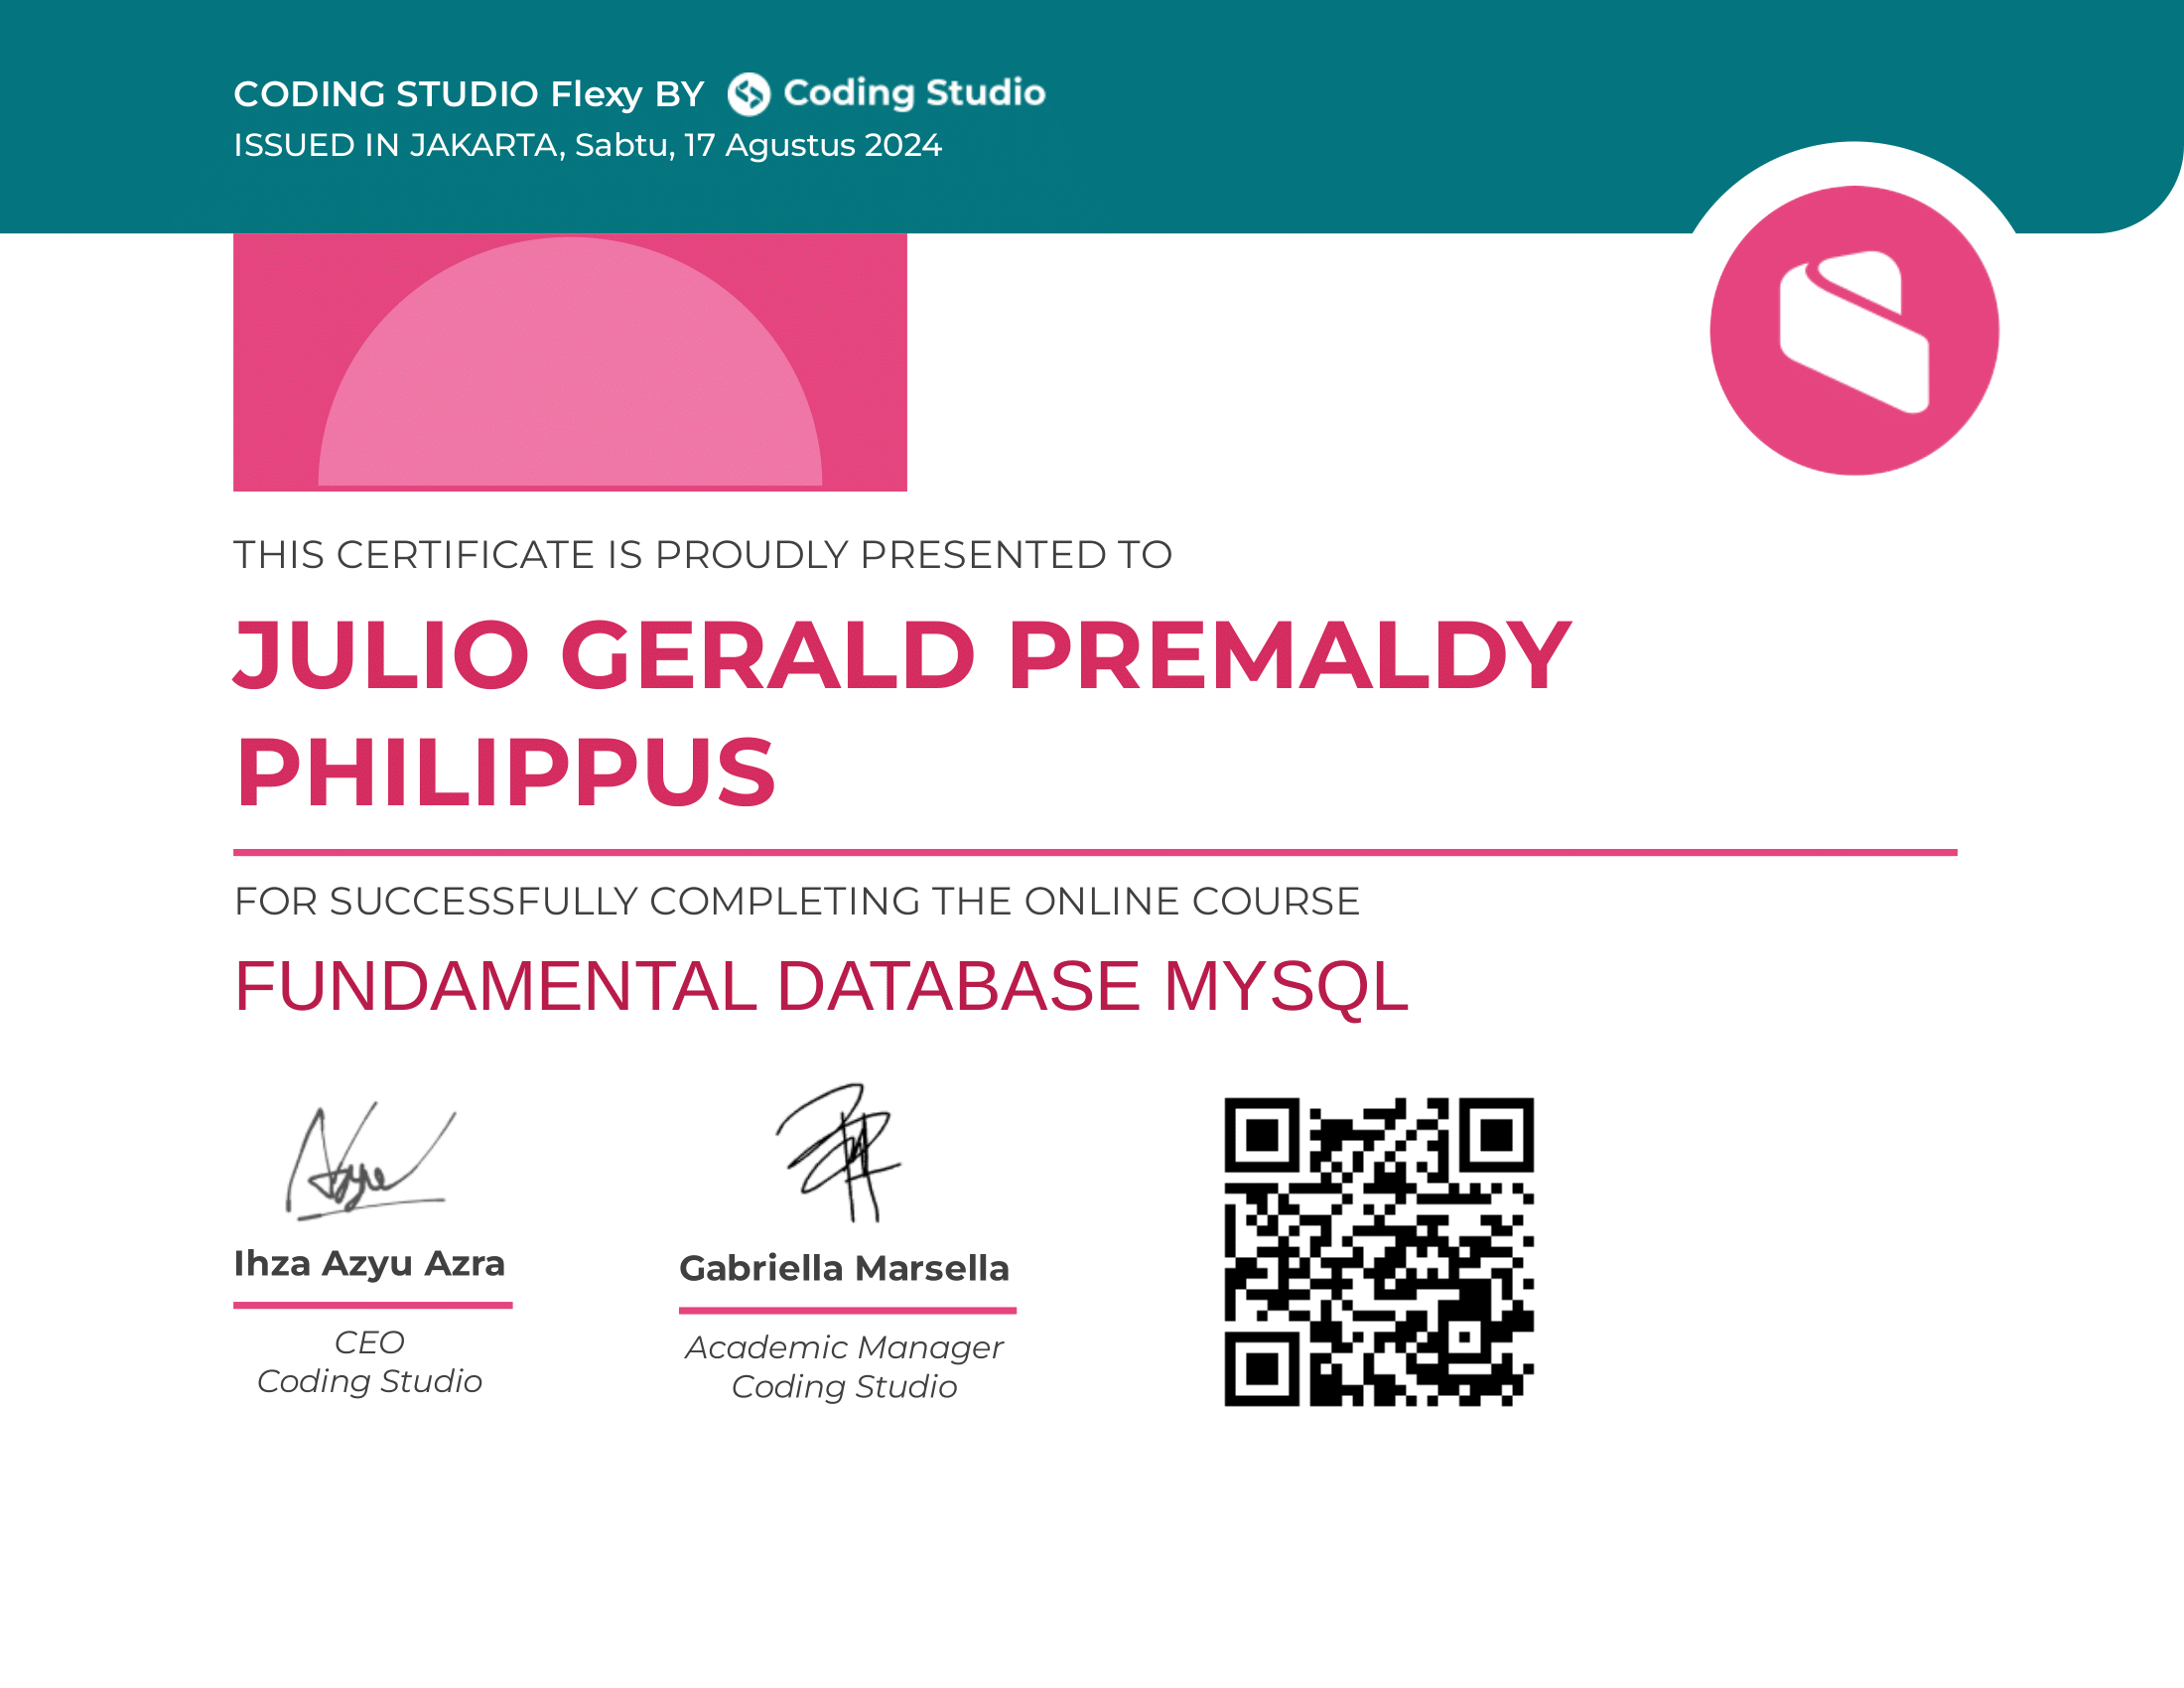 CODING STUDIO Flexy BY Coding Studio
ISSUED IN JAKARTA, Sabtu, 17 Agustus 2024
THIS CERTIFICATE IS PROUDLY PRESENTED TO
JULIO GERALD PREMALDY
PHILIPPUS
FOR SUCCESSFULLY COMPLETING THE ONLINE COURSE
FUNDAMENTAL DATABASE MYSQL
Ihza Azyu Azra
CEO
Coding Studio
Gabriella Marsella
Academic Manager
Coding Studio